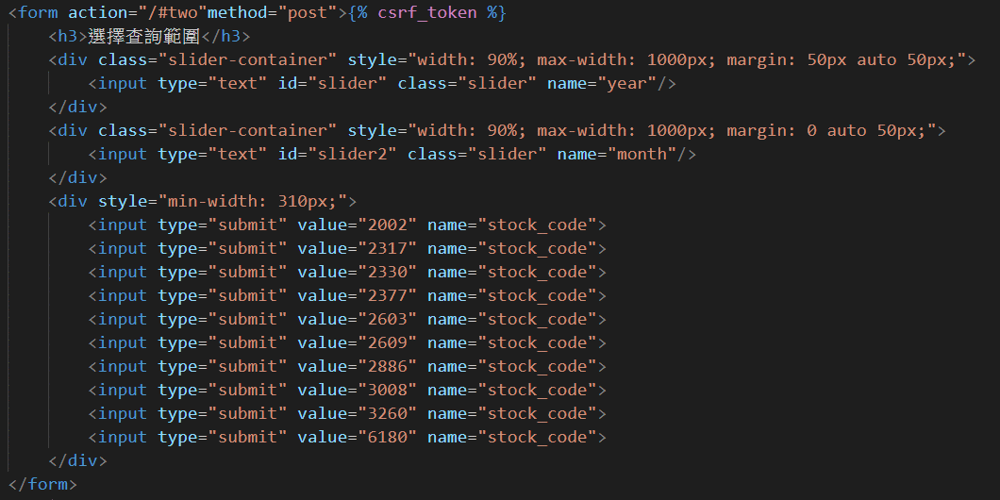 <form action="/#two"method="post">{% csrf_token %}
<h3>選擇查詢範圍</h3>
<div class="slider-container" style="width: 90%; max-width: 1000px; margin: 50px auto 50px;">
<input type="text" id="slider" class="slider" name="year"/>
</div>
<div class="slider-container" style="width: 90%; max-width: 1000px; margin: 0 auto 50px;">
<input type="text" id="slider2" class="slider" name="month"/>
</div>
<div style="min-width: 310px;">
<input type="submit" value="2002" name="stock_code">
<input type="submit" value="2317" name="stock_code">
<input type="submit" value="2330" name="stock_code">
<input type="submit" value="2377" name="stock_code">
<input type="submit" value="2603" name="stock_code">
<input type="submit" value="2609" name="stock_code">
<input type="submit" value="2886" name="stock_code">
<input type="submit" value="3008" name="stock_code">
<input type="submit" value="3260" name="stock_code">
<input type="submit" value="6180" name="stock_code">
</div>
</form>